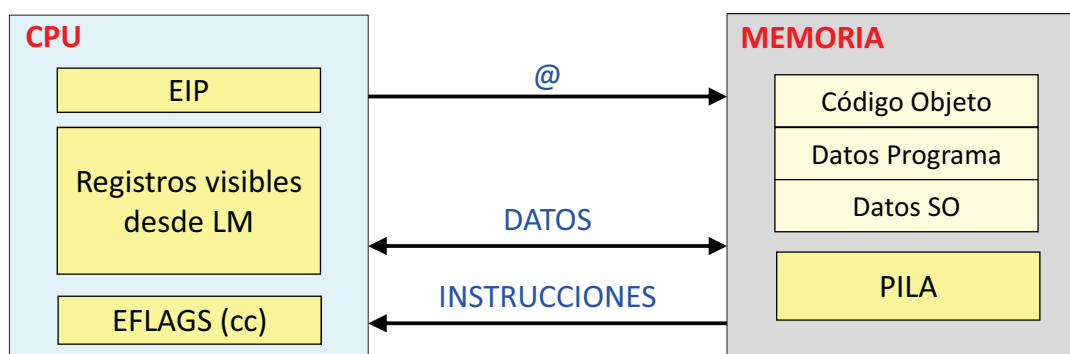 CPU
EIP
Registros visibles
desde LM
EFLAGS (cc)
@
DATOS
INSTRUCCIONES
MEMORIA
Código Objeto
Datos Programa
Datos SO
PILA